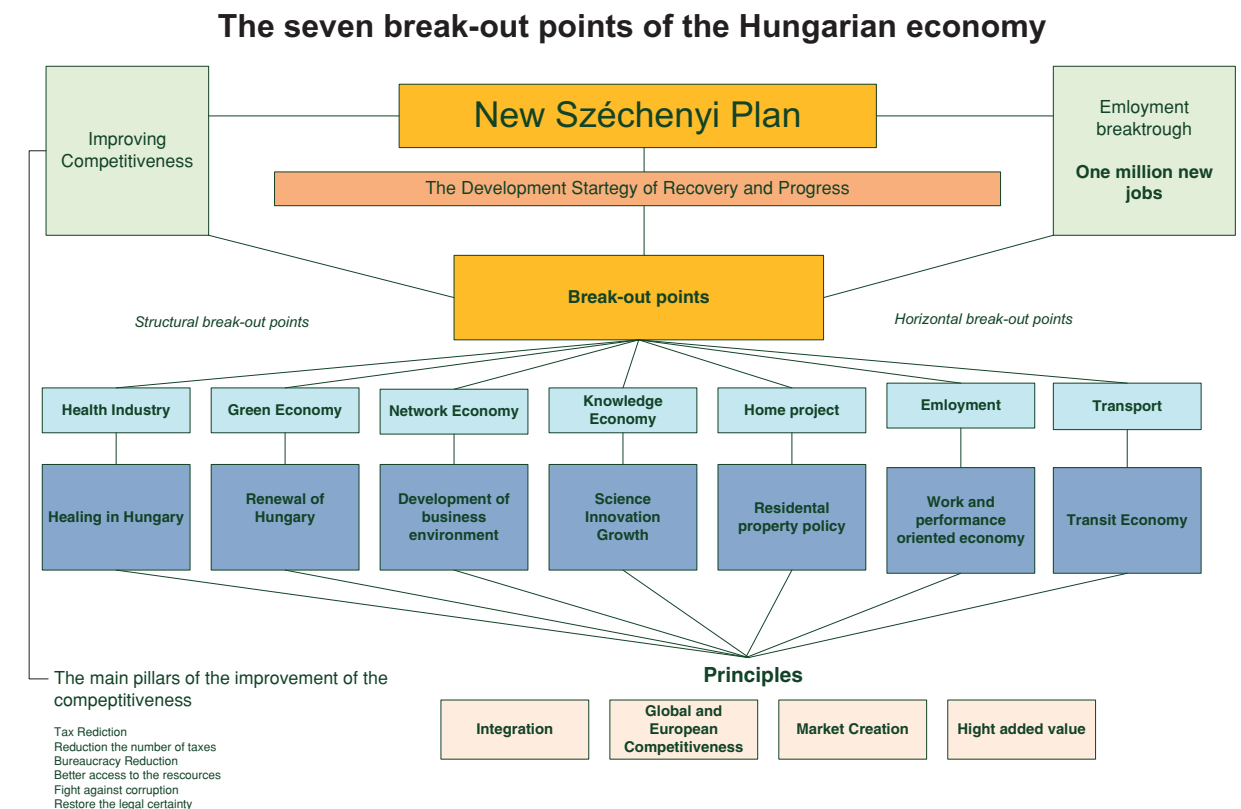 The seven break-out points of the Hungarian economy
Improving
Competitiveness
New Széchenyi Plan
Emloyment
breaktrough
One million new
jobs
The Development Startegy of Recovery and Progress
Break-out points
Structural break-out points
Horizontal break-out points
Health Industry
Green Economy
Network Economy
Knowledge
Economy
Home project
Emloyment
Transport
Healing in Hungary
Renewal of
Hungary
Development of
business
environment
Science
Innovation
Growth
Residental
property policy
Work and
performance
oriented economy
Transit Economy
The main pillars of the improvement of the
compeptitiveness
Tax Rediction
Reduction the number of taxes
Bureaucracy Reduction
Better access to the rescources
Fight against corruption
Restore the legal certainty
Principles
Integration
Global and
European
Competitiveness
Market Creation
Hight added value